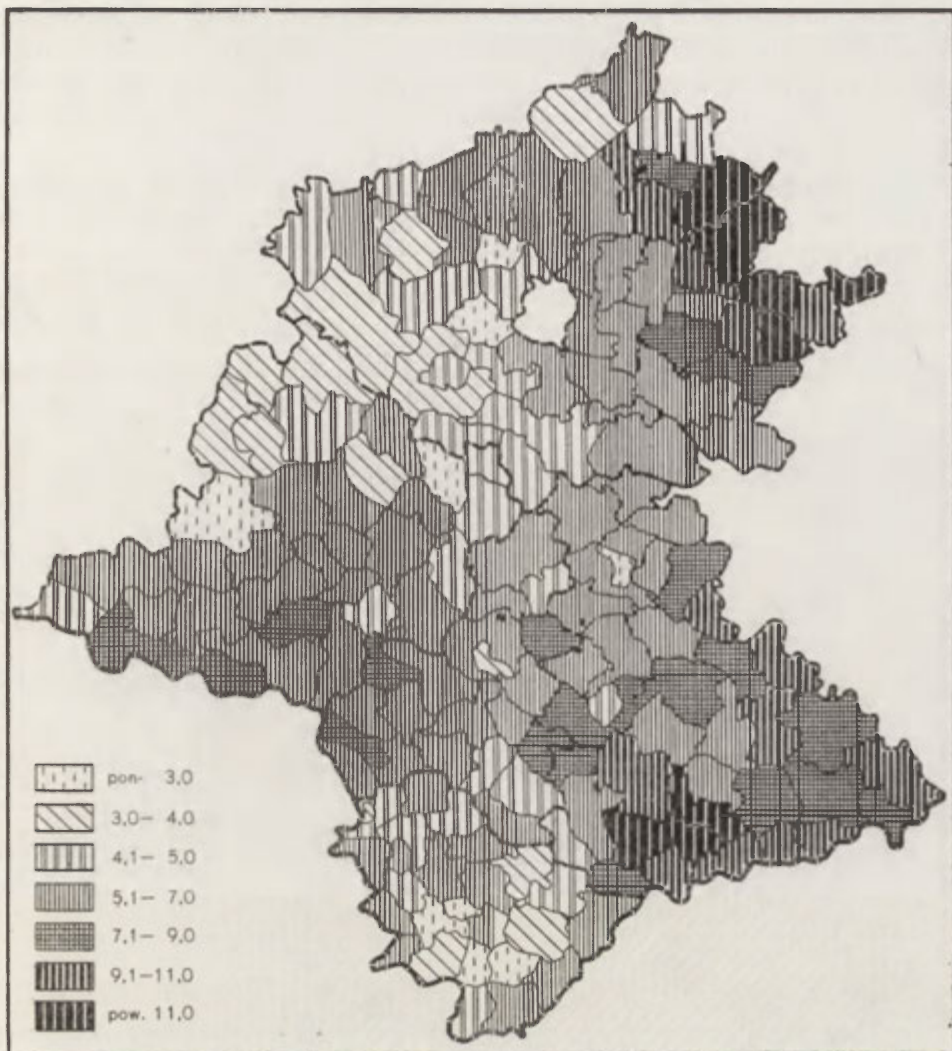 pon- 3,0
3,0— 4,0
4,1— 5,0
5,1— 7,0
7,1— 9,0
9,1—11,0
pow. 11,0